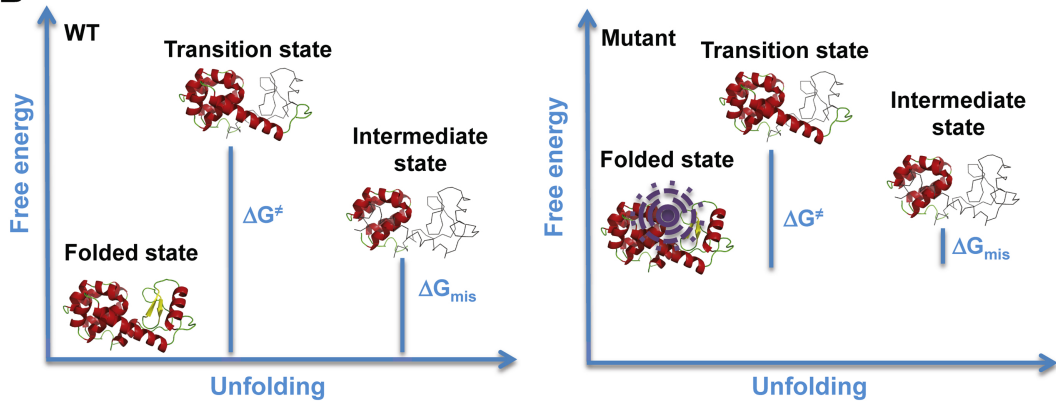 WT
Transition state
Intermediate
state
Folded state
ΔG≠
ΔGmis
Free energy
Unfolding
Mutant
Transition state
Intermediate
state
Folded state
ΔG≠
ΔGmis
Free energy
Unfolding